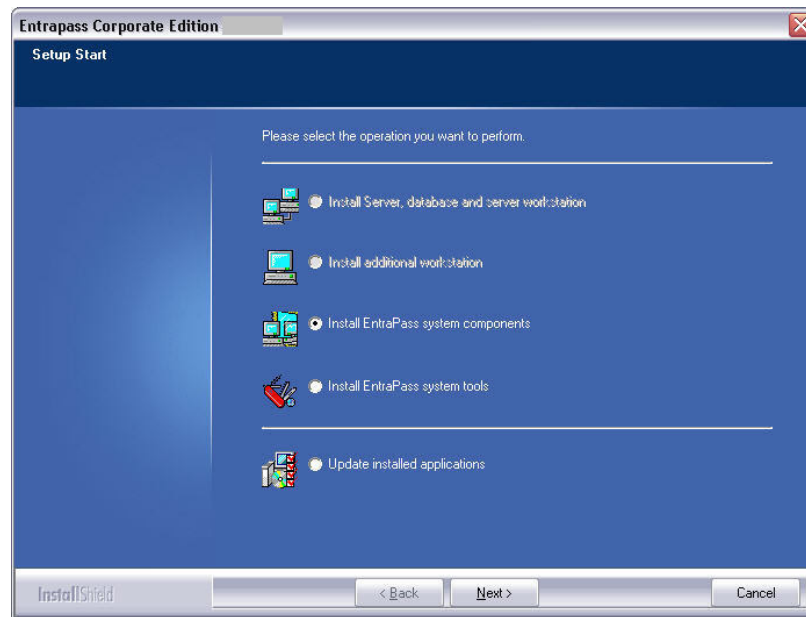 Entrapass Corporate Edition
Setup Start
Please select the operation you want to perform.
Install Server, database and server workstation
Install additional workstation
Install EntraPass system components
Install EntraPass system tools
Update installed applications
InstallShield
< Back
Next >
Cancel